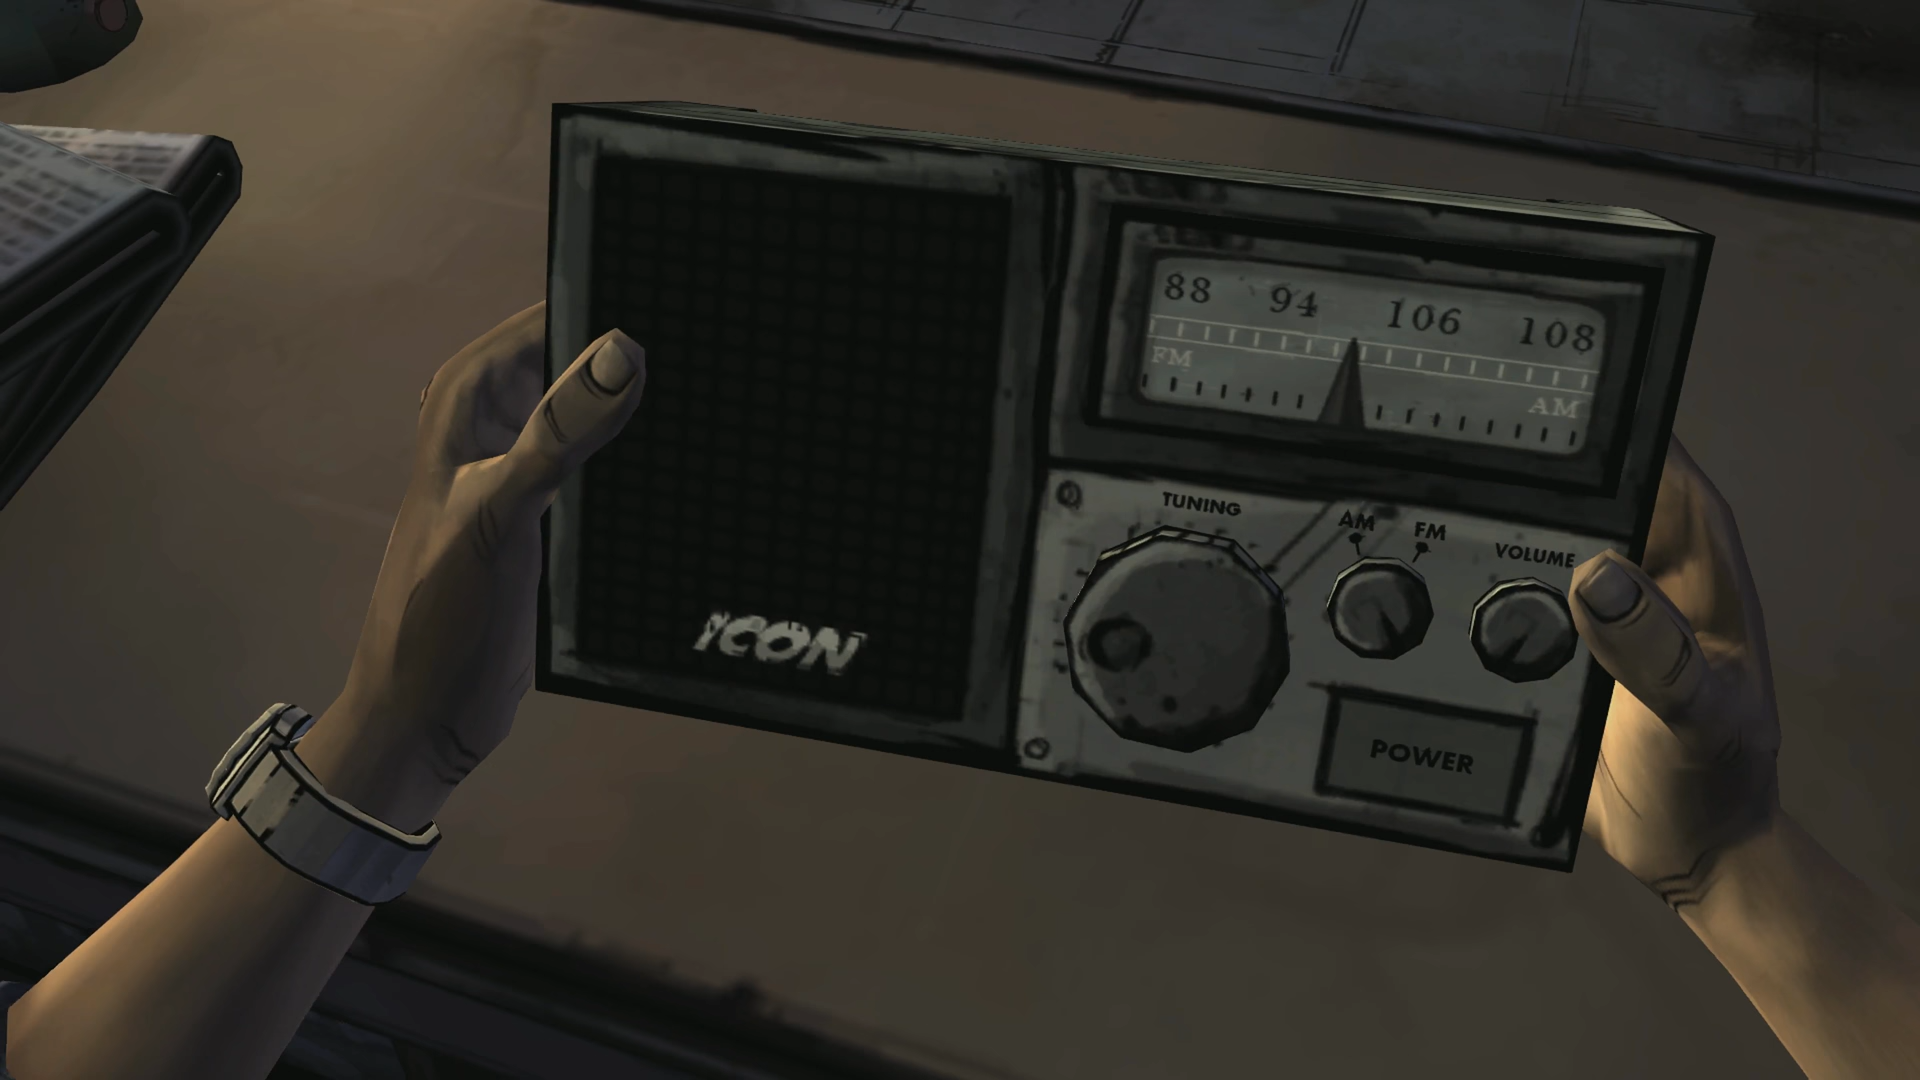 88 94 106 108
FM
AM
TUNING
AM FM
VOLUME
ICON
POWER